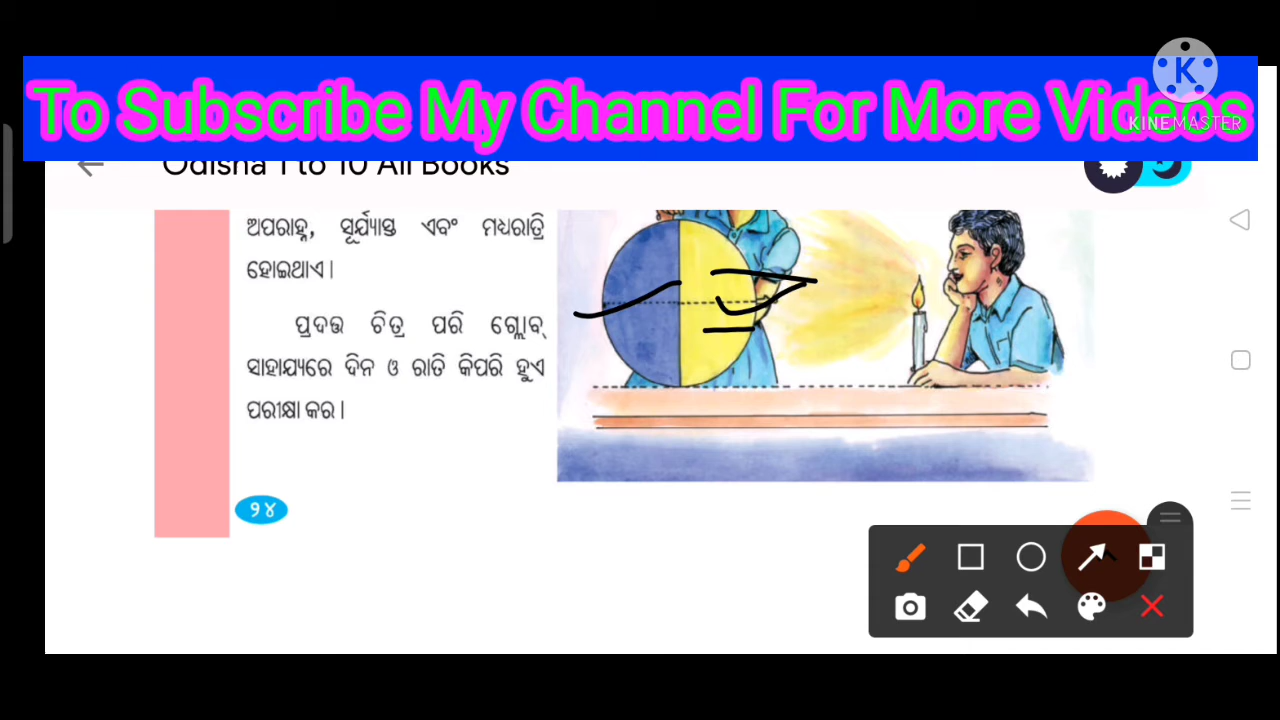 To Subscribe My Channel For More Videos
KINEMASTER
Odisha 1 to 10 All Books
ଅପରାହ୍ନ, ସୂର୍ଯ୍ୟାସ୍ତ ଏବଂ ମଧ୍ୟରାତ୍ରି
ହୋଇଥାଏ।
ପ୍ରଦତ୍ତ ଚିତ୍ର ପରି ଗ୍ଲୋବ୍
ସାହାଯ୍ୟରେ ଦିନ ଓ ରାତି କିପରି ହୁଏ
ପରୀକ୍ଷା କର।
୨୪